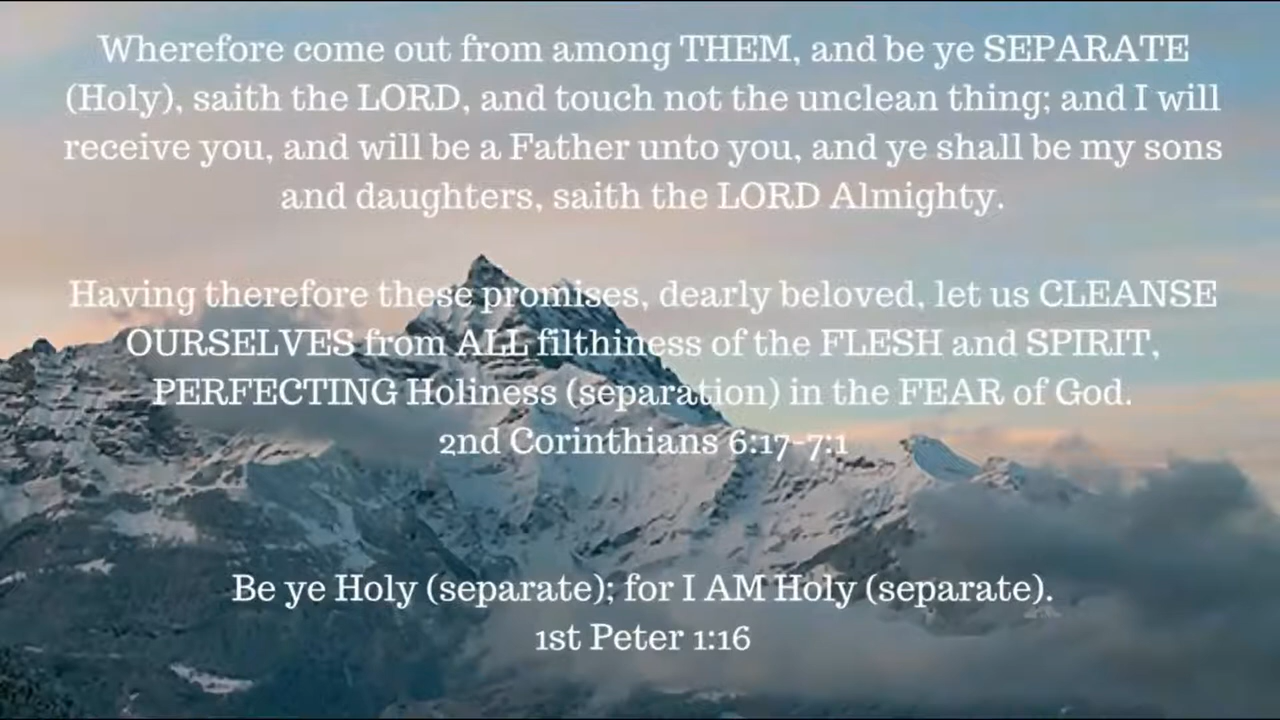 Wherefore come out from among THEM, and be ye SEPARATE
(Holy), saith the LORD, and touch not the unclean thing; and I will
receive you, and will be a Father unto you, and ye shall be my sons
and daughters, saith the LORD Almighty.
Having therefore these promises, dearly beloved, let us CLEANSE
OURSELVES from ALL filthiness of the FLESH and SPIRIT,
PERFECTING Holiness (separation) in the FEAR of God.
2nd Corinthians 6:17-7:1
Be ye Holy (separate); for I AM Holy (separate).
1st Peter 1:16